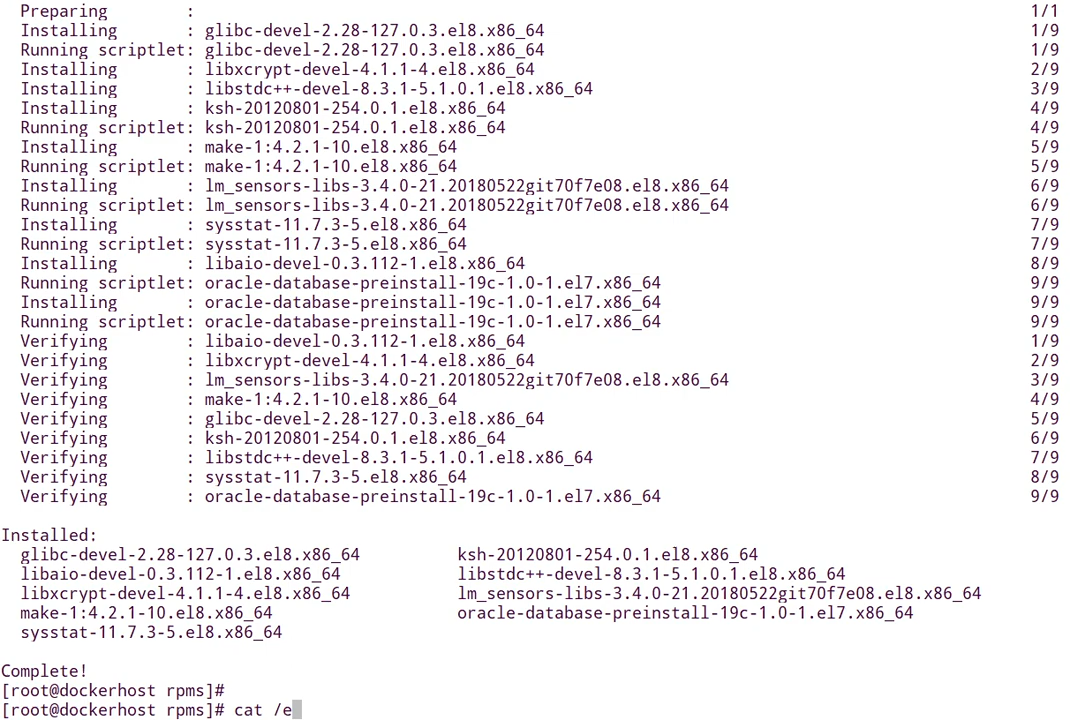 Preparing        :                                                                                     1/1
Installing       : glibc-devel-2.28-127.0.3.el8.x86_64                                                 1/9
Running scriptlet: glibc-devel-2.28-127.0.3.el8.x86_64                                                 1/9
Installing       : libxcrypt-devel-4.1.1-4.el8.x86_64                                                  2/9
Installing       : libstdc++-devel-8.3.1-5.1.0.1.el8.x86_64                                            3/9
Installing       : ksh-20120801-254.0.1.el8.x86_64                                                     4/9
Running scriptlet: ksh-20120801-254.0.1.el8.x86_64                                                     4/9
Installing       : make-1:4.2.1-10.el8.x86_64                                                          5/9
Running scriptlet: make-1:4.2.1-10.el8.x86_64                                                          5/9
Installing       : lm_sensors-libs-3.4.0-21.20180522git70f7e08.el8.x86_64                              6/9
Running scriptlet: lm_sensors-libs-3.4.0-21.20180522git70f7e08.el8.x86_64                              6/9
Installing       : sysstat-11.7.3-5.el8.x86_64                                                         7/9
Running scriptlet: sysstat-11.7.3-5.el8.x86_64                                                         7/9
Installing       : libaio-devel-0.3.112-1.el8.x86_64                                                   8/9
Running scriptlet: oracle-database-preinstall-19c-1.0-1.el7.x86_64                                     9/9
Installing       : oracle-database-preinstall-19c-1.0-1.el7.x86_64                                     9/9
Running scriptlet: oracle-database-preinstall-19c-1.0-1.el7.x86_64                                     9/9
Verifying        : libaio-devel-0.3.112-1.el8.x86_64                                                   1/9
Verifying        : libxcrypt-devel-4.1.1-4.el8.x86_64                                                  2/9
Verifying        : lm_sensors-libs-3.4.0-21.20180522git70f7e08.el8.x86_64                              3/9
Verifying        : make-1:4.2.1-10.el8.x86_64                                                          4/9
Verifying        : glibc-devel-2.28-127.0.3.el8.x86_64                                                 5/9
Verifying        : ksh-20120801-254.0.1.el8.x86_64                                                     6/9
Verifying        : libstdc++-devel-8.3.1-5.1.0.1.el8.x86_64                                            7/9
Verifying        : sysstat-11.7.3-5.el8.x86_64                                                         8/9
Verifying        : oracle-database-preinstall-19c-1.0-1.el7.x86_64                                     9/9
Installed:
glibc-devel-2.28-127.0.3.el8.x86_64          ksh-20120801-254.0.1.el8.x86_64
libaio-devel-0.3.112-1.el8.x86_64            libstdc++-devel-8.3.1-5.1.0.1.el8.x86_64
libxcrypt-devel-4.1.1-4.el8.x86_64           lm_sensors-libs-3.4.0-21.20180522git70f7e08.el8.x86_64
make-1:4.2.1-10.el8.x86_64                   oracle-database-preinstall-19c-1.0-1.el7.x86_64
sysstat-11.7.3-5.el8.x86_64
Complete!
[root@dockerhost rpms]#
[root@dockerhost rpms]# cat /e